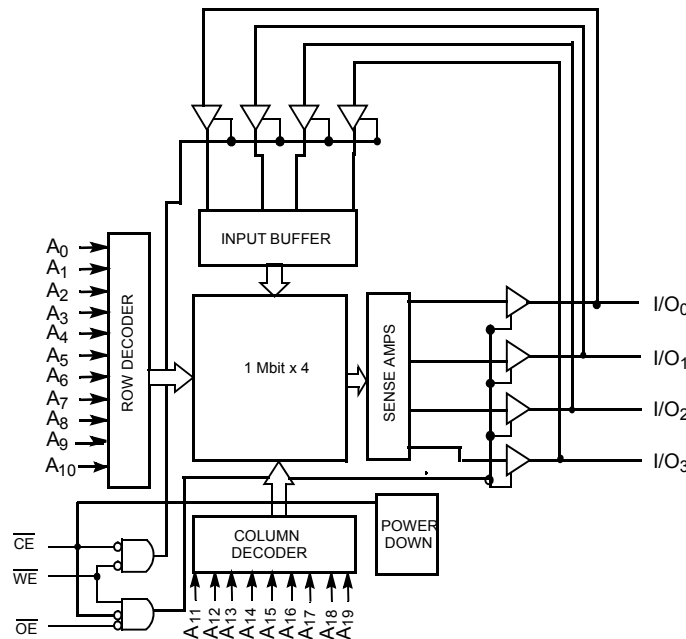 INPUT BUFFER
A0
A1
A2
A3
A4
A5
A6
A7
A8
A9
A10
ROW DECODER
1 Mbit x 4
SENSE AMPS
I/O0
I/O1
I/O2
I/O3
CE
WE
OE
COLUMN
DECODER
POWER
DOWN
A11
A12
A13
A14
A15
A16
A17
A18
A19